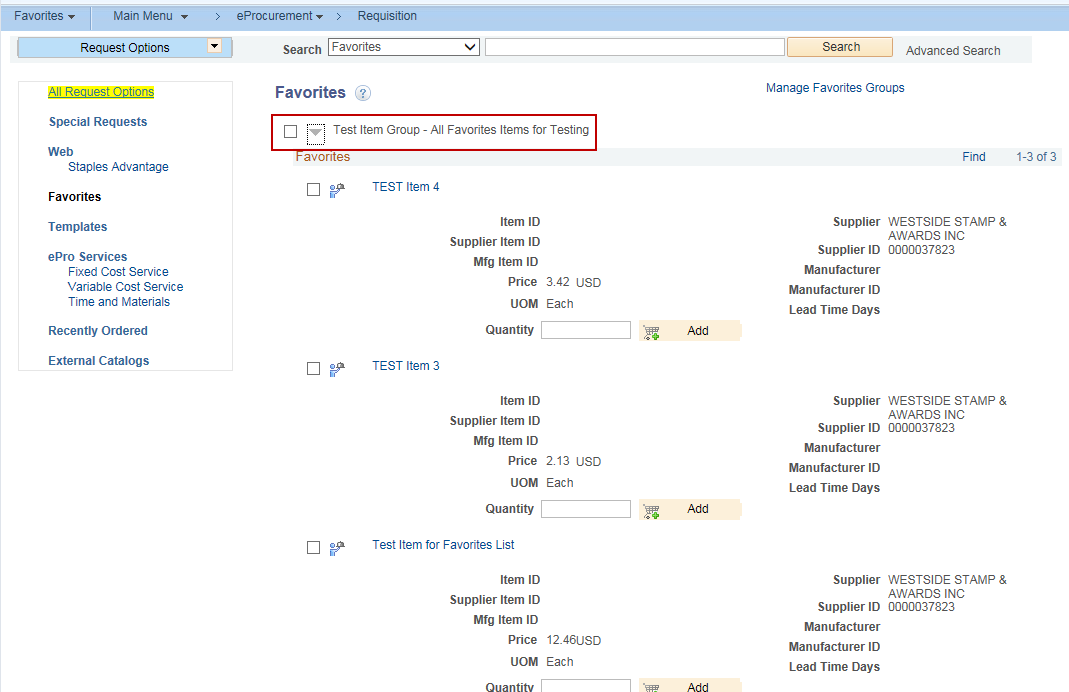 Favorites Main Menu > eProcurement > Requisition
Request Options Search Favorites Search Advanced Search
All Request Options
Special Requests
Web
Staples Advantage
Favorites
Templates
ePro Services
Fixed Cost Service
Variable Cost Service
Time and Materials
Recently Ordered
External Catalogs
Favorites ? Manage Favorites Groups
Test Item Group - All Favorites Items for Testing
Favorites Find 1-3 of 3
TEST Item 4
Item ID Supplier WESTSIDE STAMP &
AWARDS INC
Supplier Item ID Supplier ID 0000037823
Mfg Item ID Manufacturer
Price 3.42 USD Manufacturer ID
UOM Each Lead Time Days
Quantity Add
TEST Item 3
Item ID Supplier WESTSIDE STAMP &
AWARDS INC
Supplier Item ID Supplier ID 0000037823
Mfg Item ID Manufacturer
Price 2.13 USD Manufacturer ID
UOM Each Lead Time Days
Quantity Add
Test Item for Favorites List
Item ID Supplier WESTSIDE STAMP &
AWARDS INC
Supplier Item ID Supplier ID 0000037823
Mfg Item ID Manufacturer
Price 12.46USD Manufacturer ID
UOM Each Lead Time Days
Quantity Add